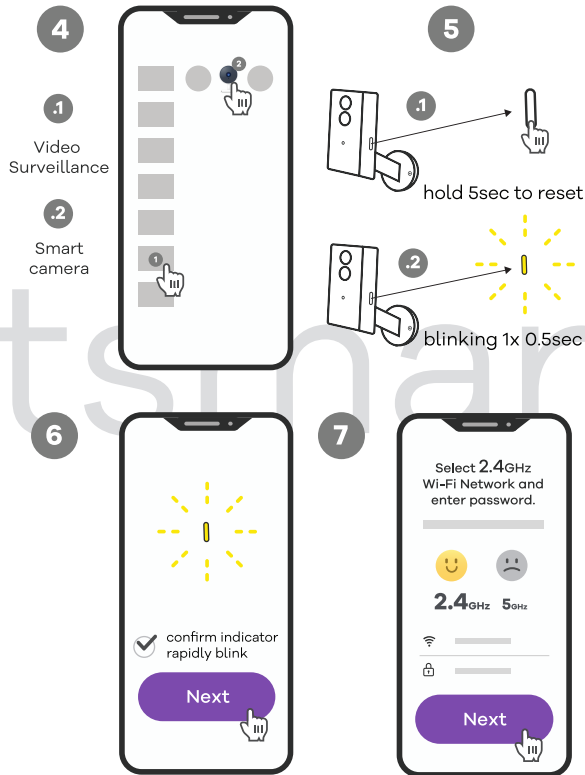 4
.1
Video
Surveillance
.2
Smart
camera
2
1
5
.1
hold 5sec to reset
.2
blinking 1x 0.5sec
tsmar
6
confirm indicator
rapidly blink
Next
7
Select 2.4GHz
Wi-Fi Network and
enter password.
2.4GHz 5GHz
Next